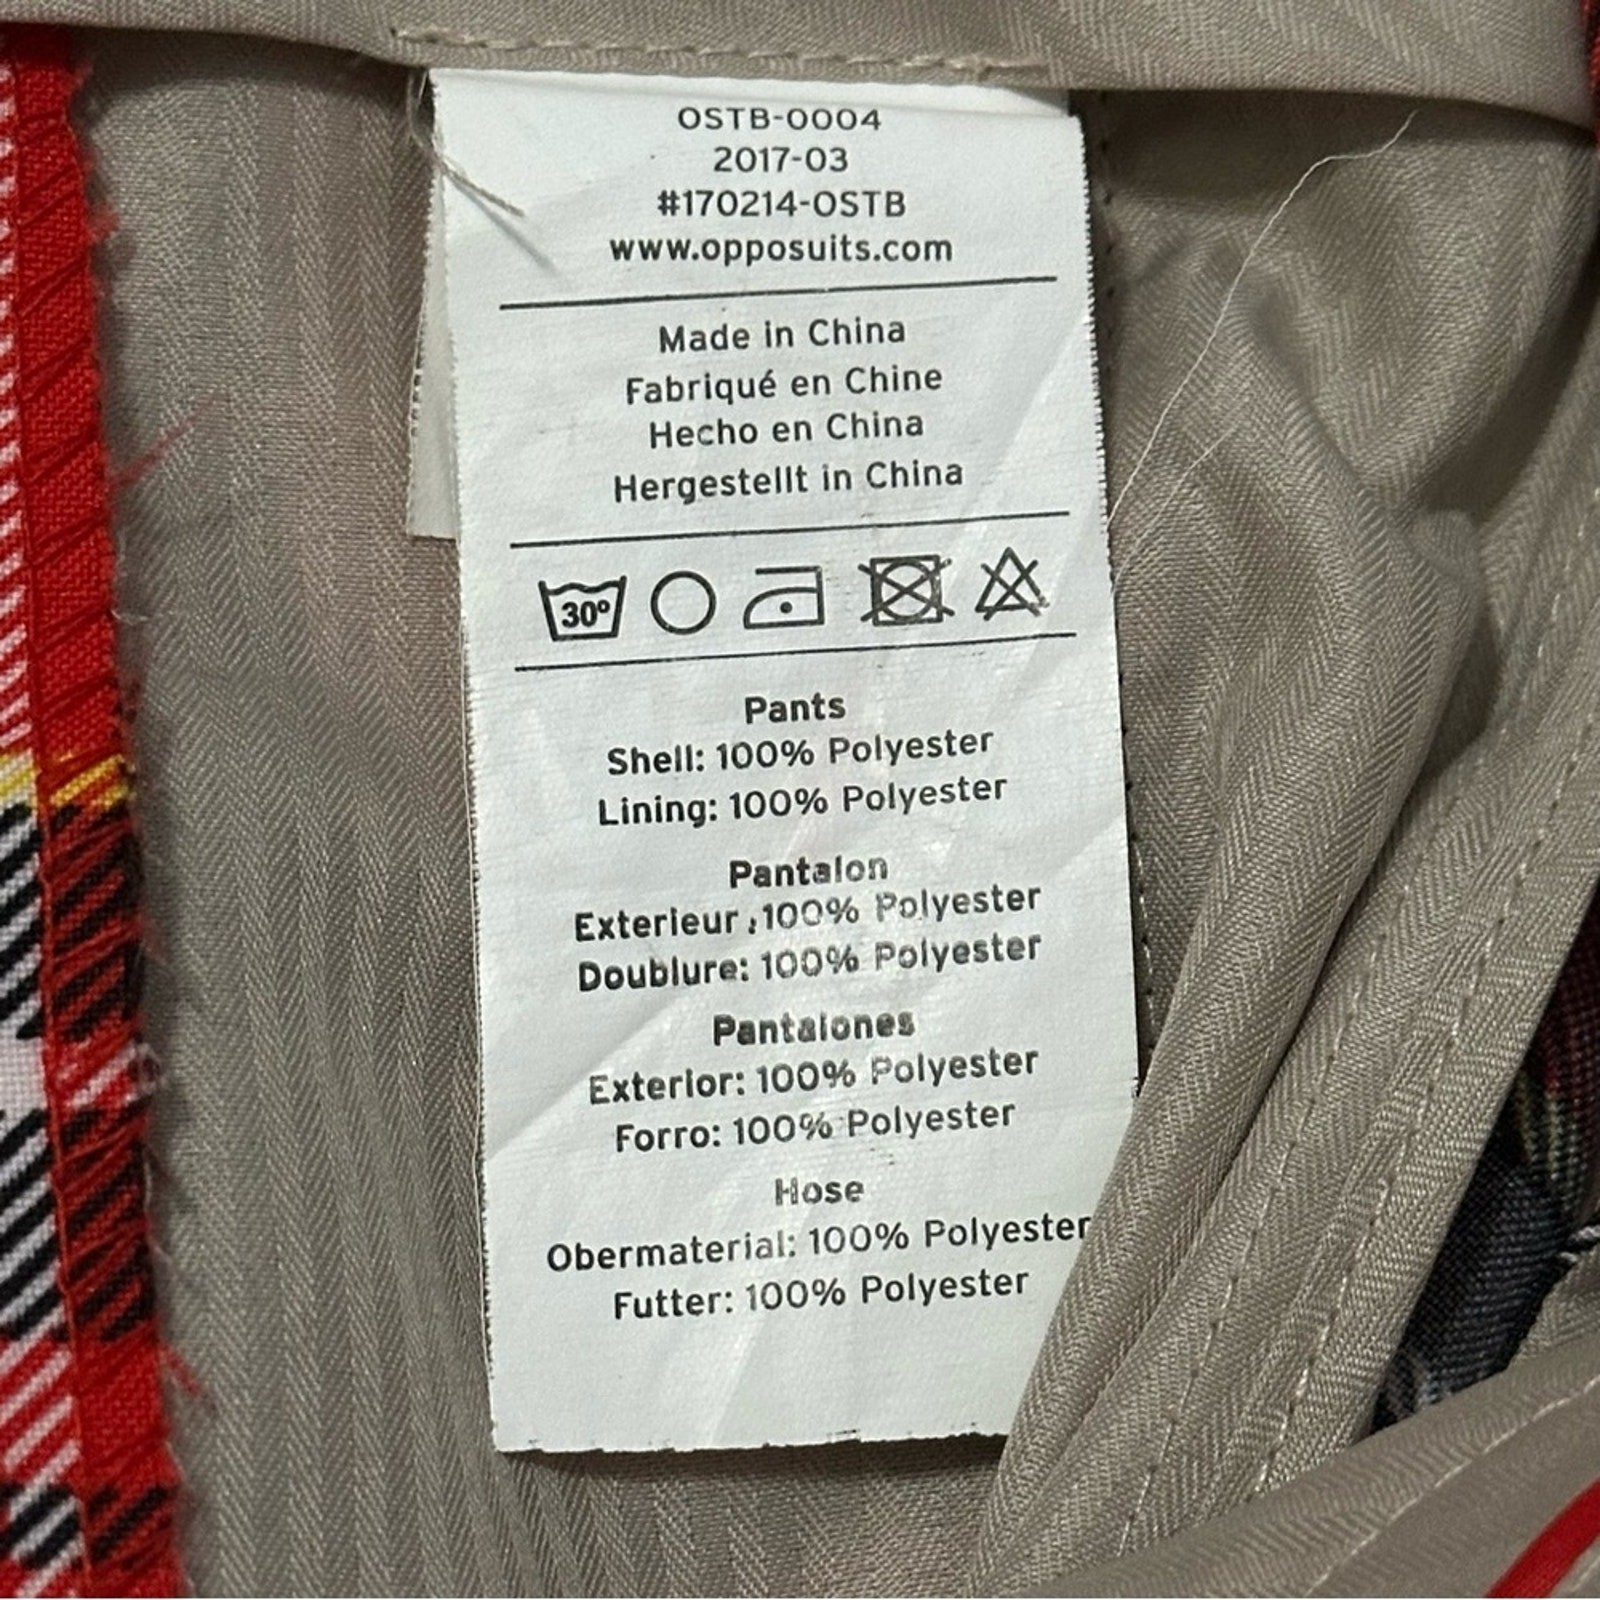 OSTB-0004
2017-03
#170214-OSTB
www.opposuits.com
Made in China
Fabriqué en Chine
Hecho en China
Hergestellt in China
30°
Pants
Shell: 100% Polyester
Lining: 100% Polyester
Pantalon
Exterieur : 100% Polyester
Doublure: 100% Polyester
Pantalones
Exterior: 100% Polyester
Forro: 100% Polyester
Hose
Obermaterial: 100% Polyester
Futter: 100% Polyester